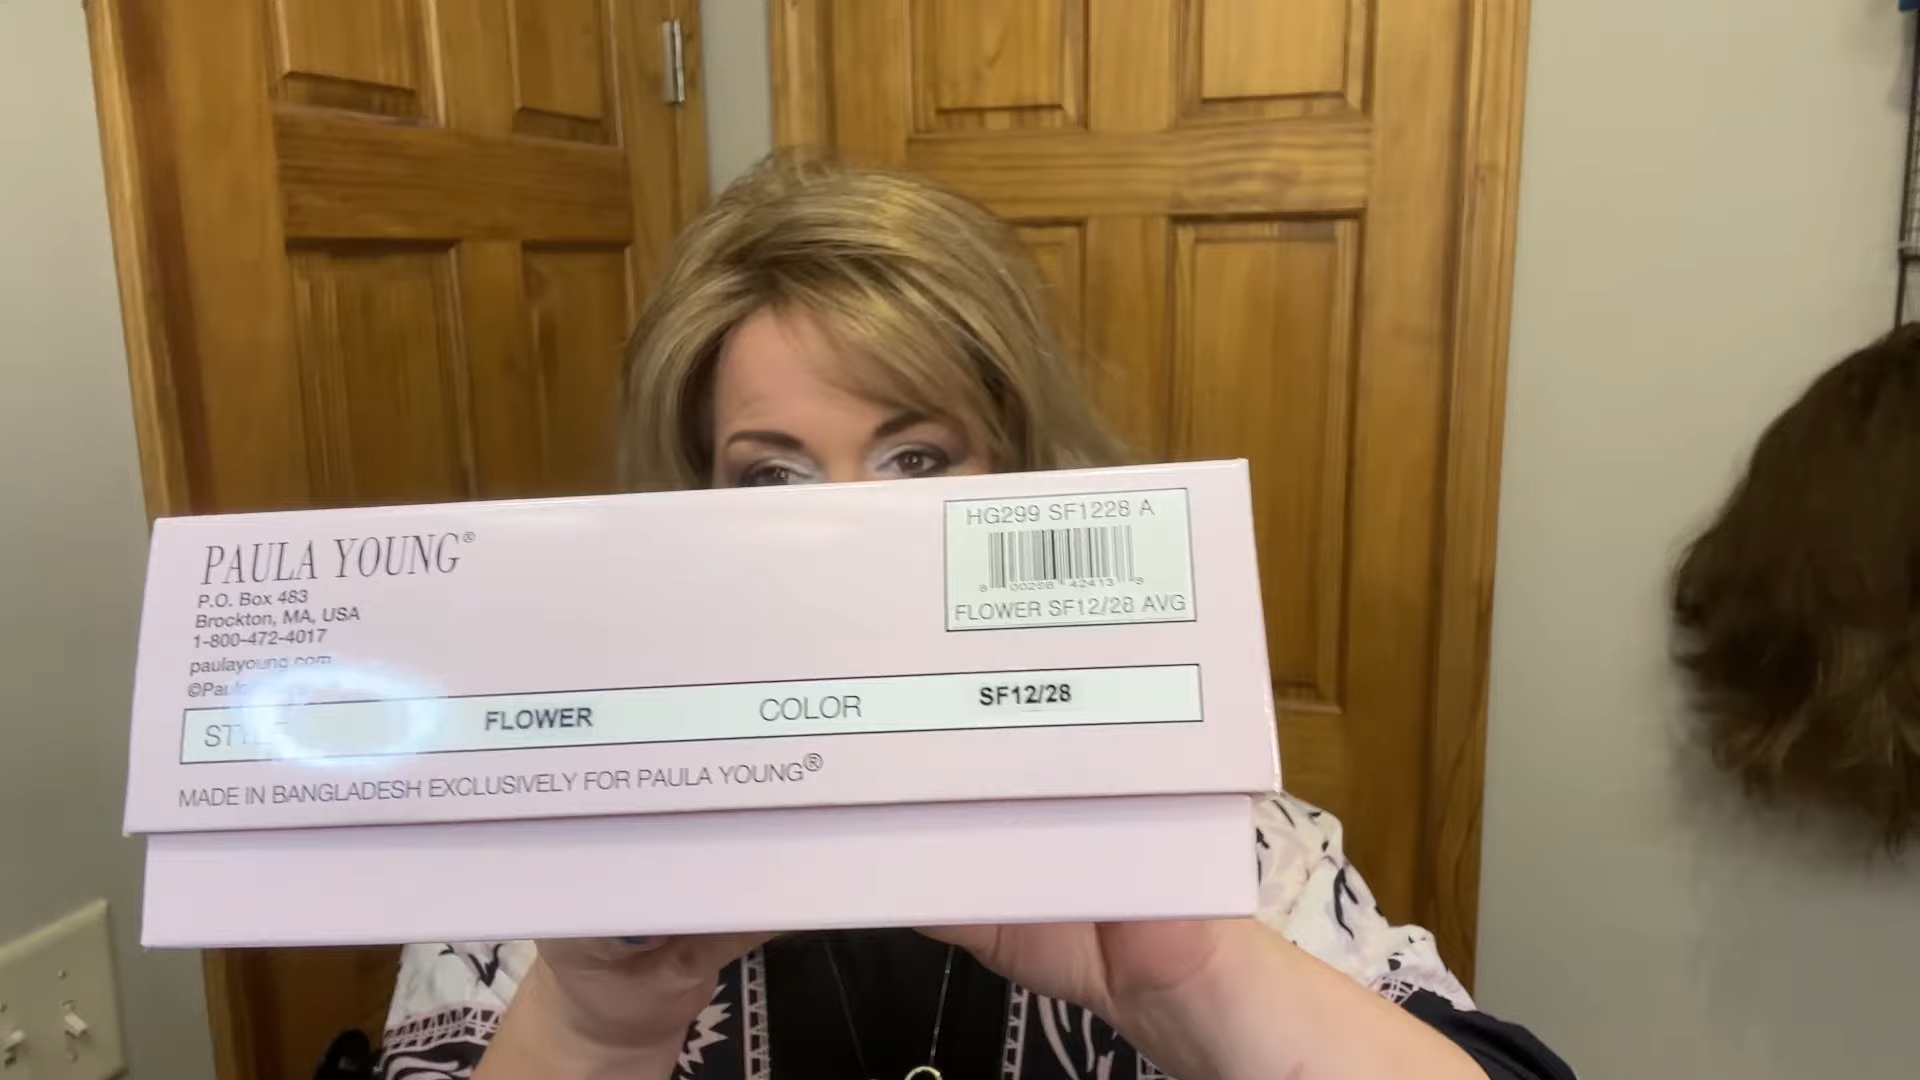 PAULA YOUNG®
P.O. Box 483
Brockton, MA, USA
1-800-472-4017
paulayoung.com
HG299 SF1228 A
FLOWER SF12/28 AVG
FLOWER COLOR SF12/28
MADE IN BANGLADESH EXCLUSIVELY FOR PAULA YOUNG®